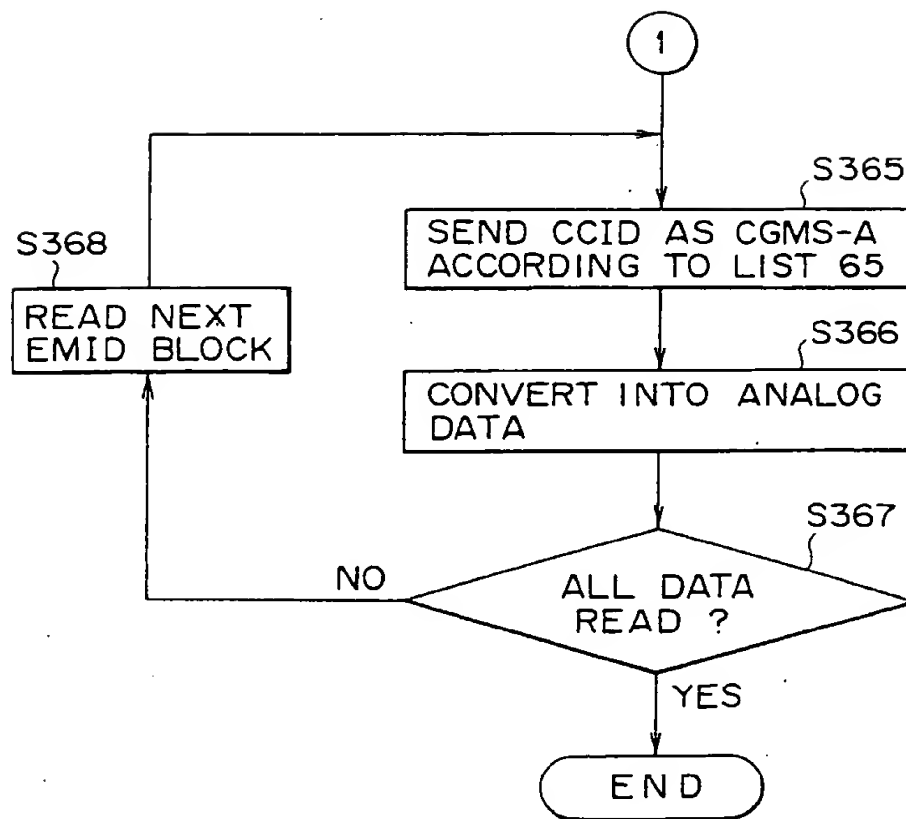 1
S365
SEND CCID AS CGMS-A
ACCORDING TO LIST 65
S368
READ NEXT
EMID BLOCK
S366
CONVERT INTO ANALOG
DATA
S367
NO
ALL DATA
READ ?
YES
END